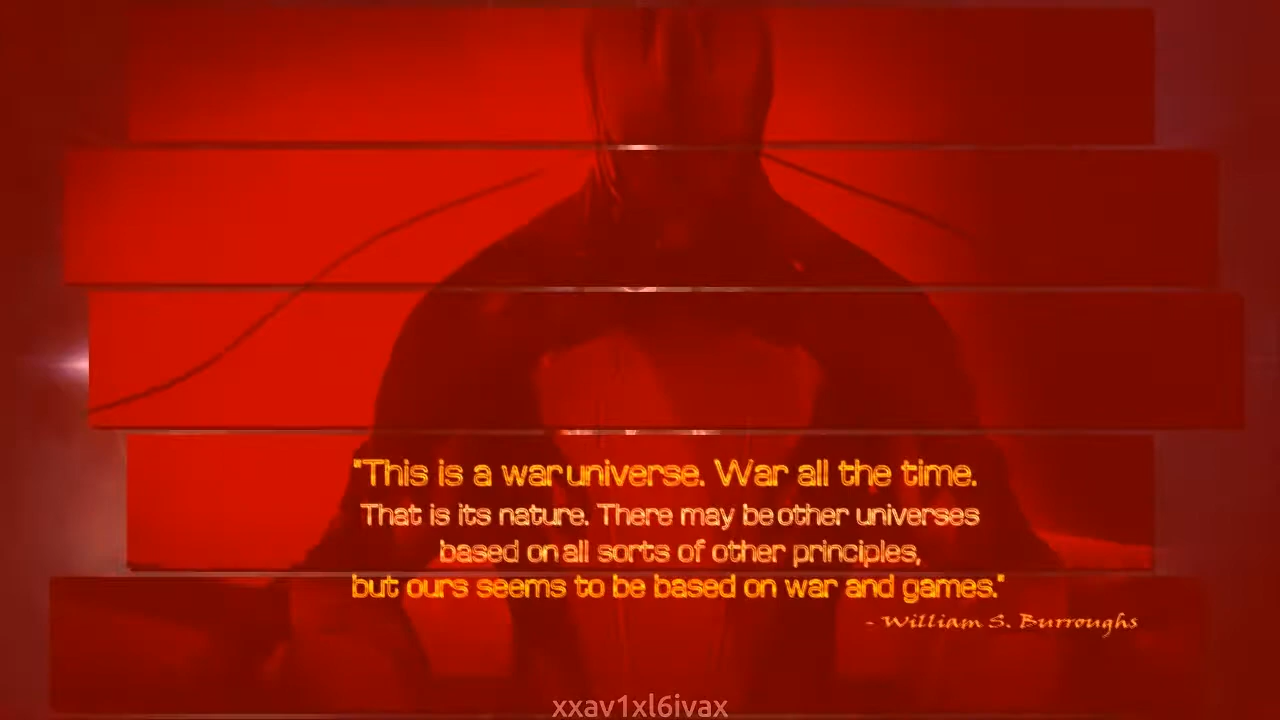 "This is a war universe. War all the time.
That is its nature. There may be other universes
based on all sorts of other principles,
but ours seems to be based on war and games."
- William S. Burroughs
xxav1xl6ivax